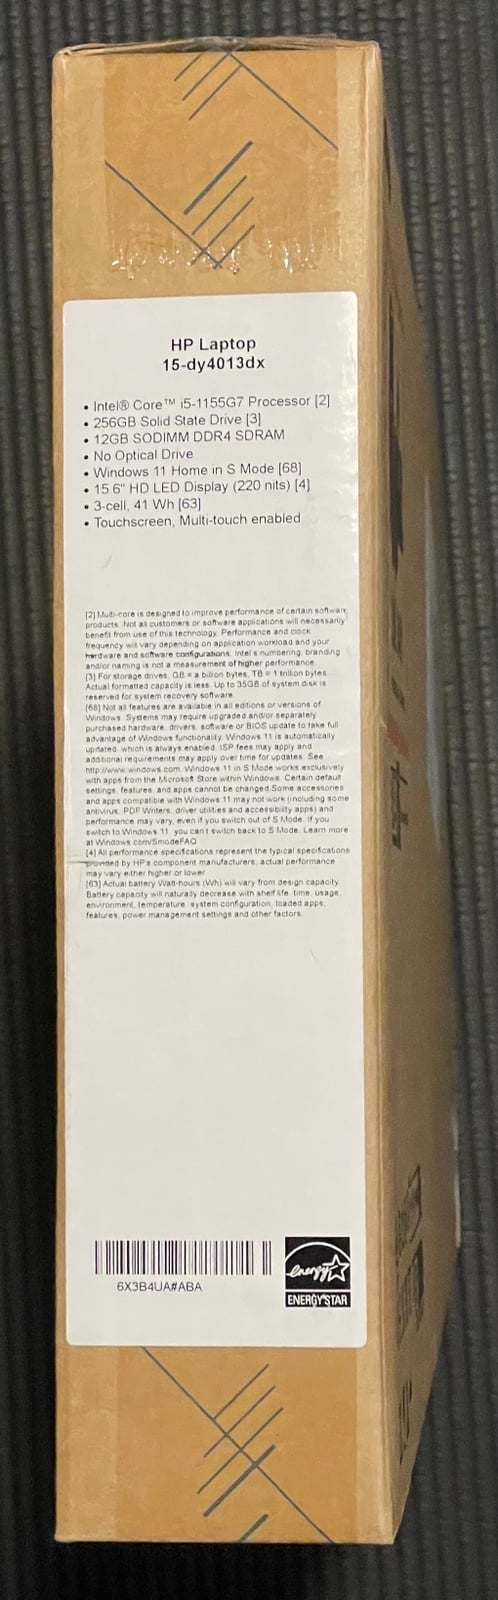 HP Laptop
15-dy4013dx
• Intel® Core™ i5-1155G7 Processor [2]
• 256GB Solid State Drive [3]
• 12GB SODIMM DDR4 SDRAM
• No Optical Drive
• Windows 11 Home in S Mode [68]
• 15.6" HD LED Display (220 nits) [4]
• 3-cell, 41 Wh [63]
• Touchscreen, Multi-touch enabled
[2] Multi-core is designed to improve performance of certain software
products. Not all customers or software applications will necessarily
benefit from use of this technology. Performance and clock
frequency will vary depending on application workload and your
hardware and software configurations. Intel's numbering, branding
and/or naming is not a measurement of higher performance.
[3] For storage drives, GB = a billion bytes, TB = 1 trillion bytes.
Actual formatted capacity is less. Up to 35GB of system disk is
reserved for system recovery software.
[68] Not all features are available in all editions or versions of
Windows. Systems may require upgraded and/or separately
purchased hardware, drivers, software or BIOS update to take full
advantage of Windows functionality. Windows 11 is automatically
updated, which is always enabled. ISP fees may apply and
additional requirements may apply over time for updates. See
http://www.windows.com. Windows 11 in S Mode works exclusively
with apps from the Microsoft Store within Windows. Certain default
settings, features, and apps cannot be changed.Some accessories
and apps compatible with Windows 11 may not work (including some
antivirus, PDF Writers, driver utilities and accessibility apps) and
performance may vary, even if you switch out of S Mode. If you
switch to Windows 11, you can't switch back to S Mode. Learn more
at Windows.com/SmodeFAQ
[4] All performance specifications represent the typical specifications
provided by HP's component manufacturers; actual performance
may vary either higher or lower.
[63] Actual battery Watt-hours (Wh) will vary from design capacity.
Battery capacity will naturally decrease with shelf life, time, usage,
environment, temperature, system configuration, loaded apps,
features, power management settings and other factors.
6X3B4UA#ABA
energy
ENERGY STAR